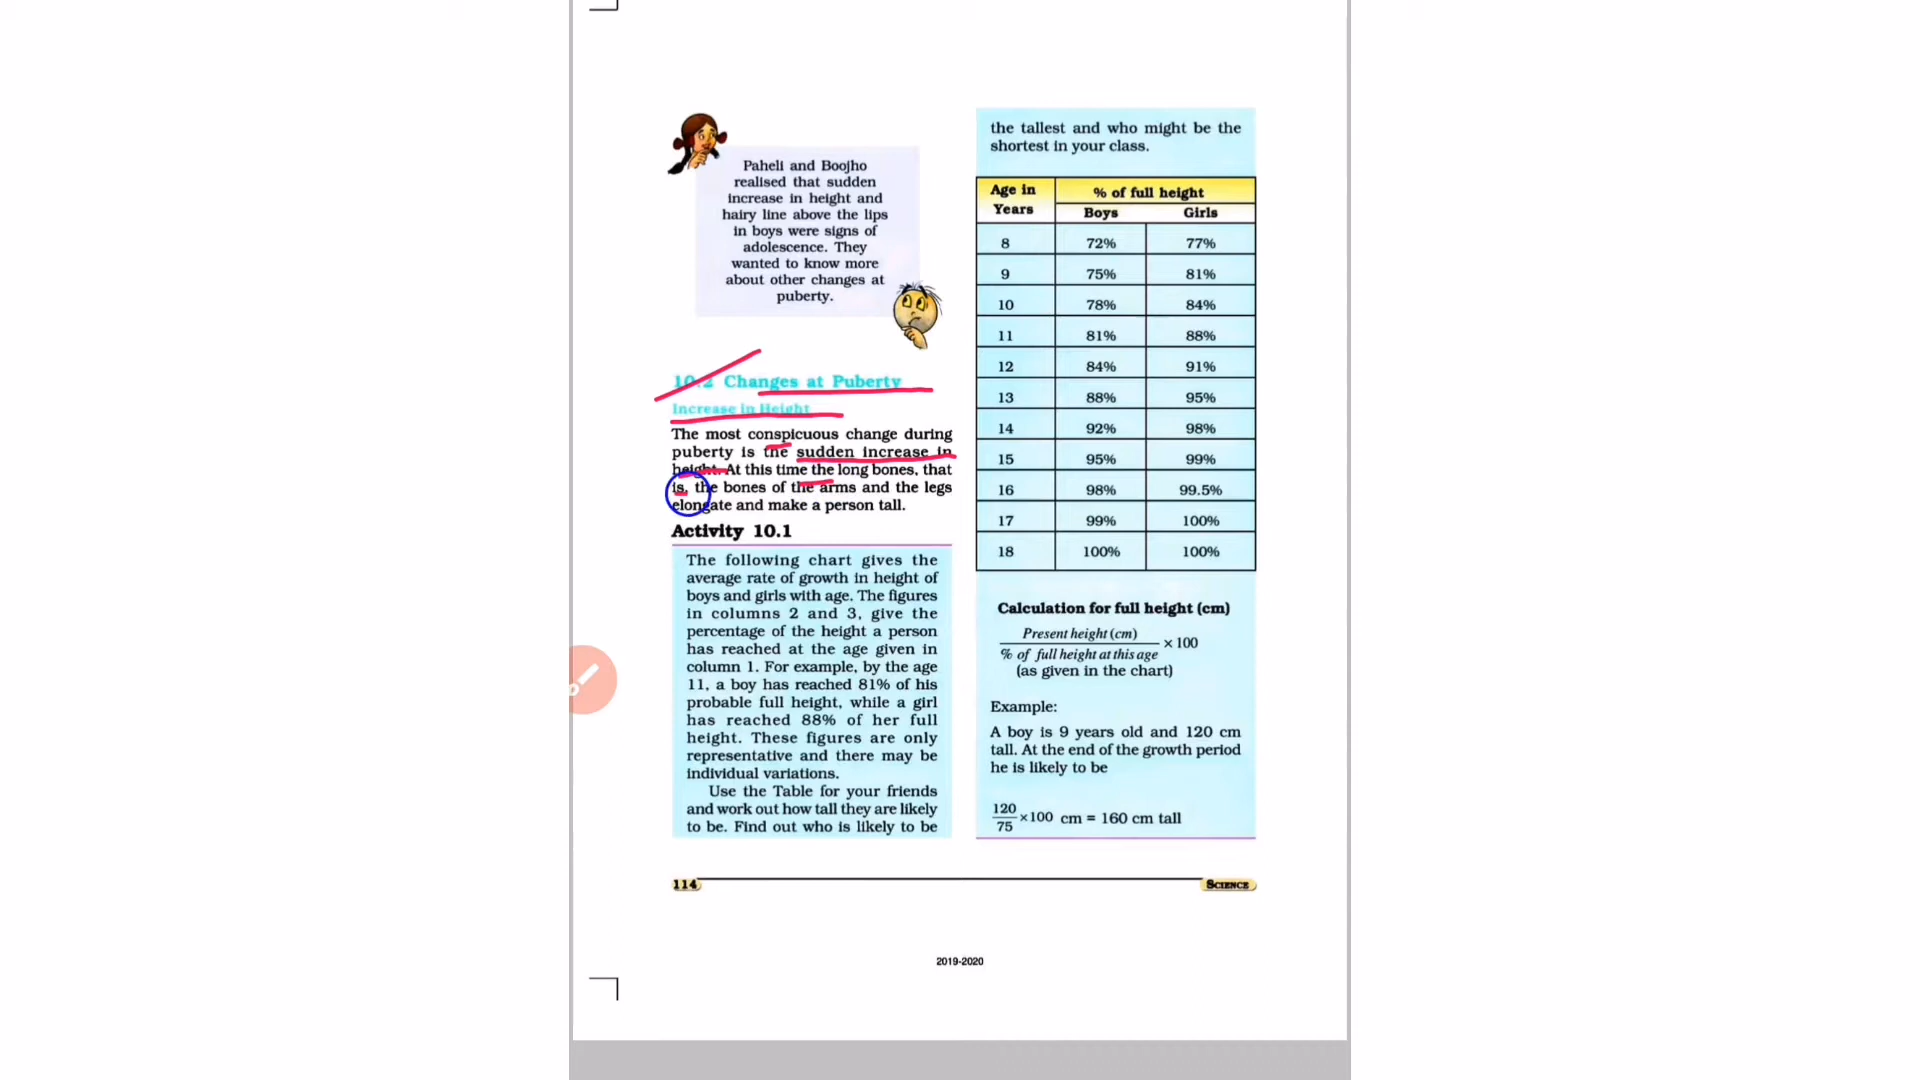 Paheli and Boojho
realised that sudden
increase in height and
hairy line above the lips
in boys were signs of
adolescence. They
wanted to know more
about other changes at
puberty.
10.2 Changes at Puberty
Increase in Height
The most conspicuous change during
puberty is the sudden increase in
height. At this time the long bones, that
is, the bones of the arms and the legs
elongate and make a person tall.
Activity 10.1
The following chart gives the
average rate of growth in height of
boys and girls with age. The figures
in columns 2 and 3, give the
percentage of the height a person
has reached at the age given in
column 1. For example, by the age
11, a boy has reached 81% of his
probable full height, while a girl
has reached 88% of her full
height. These figures are only
representative and there may be
individual variations.
Use the Table for your friends
and work out how tall they are likely
to be. Find out who is likely to be
the tallest and who might be the
shortest in your class.
Age in Years % of full height
Boys Girls
8 72% 77%
9 75% 81%
10 78% 84%
11 81% 88%
12 84% 91%
13 88% 95%
14 92% 98%
15 95% 99%
16 98% 99.5%
17 99% 100%
18 100% 100%
Calculation for full height (cm)
Present height (cm)
% of full height at this age
× 100
(as given in the chart)
Example:
A boy is 9 years old and 120 cm
tall. At the end of the growth period
he is likely to be
120/75 ×100 cm = 160 cm tall
114 SCIENCE
2019-2020